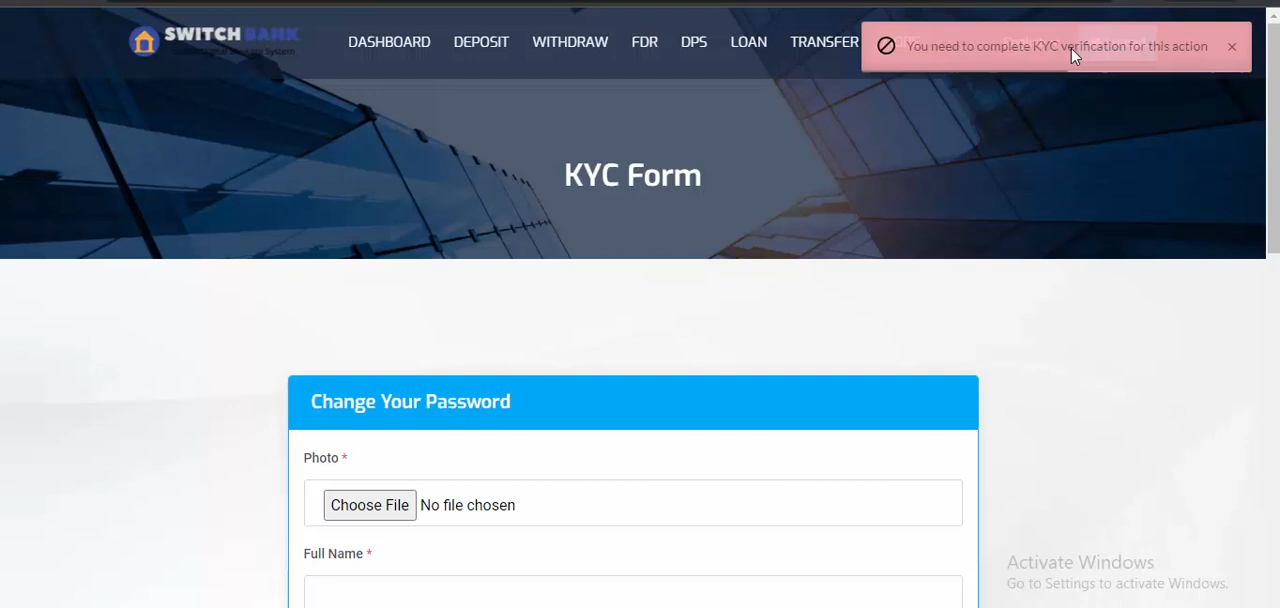 SWITCH BANK
DASHBOARD DEPOSIT WITHDRAW FDR DPS LOAN TRANSFER
You need to complete KYC verification for this action ×
KYC Form
Change Your Password
Photo *
Choose File No file chosen
Full Name *
Activate Windows
Go to Settings to activate Windows.